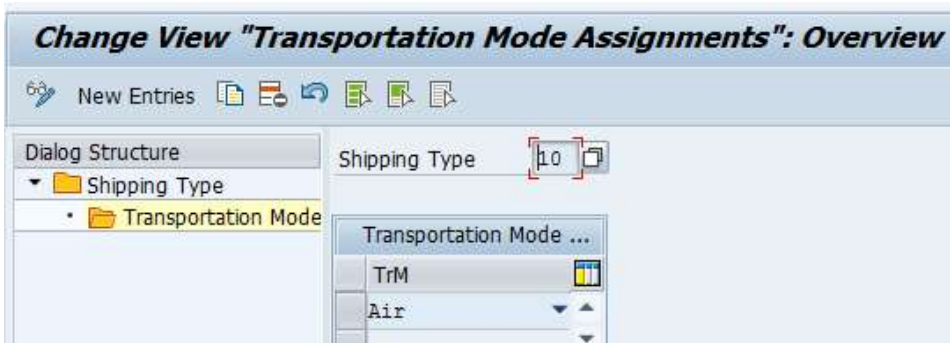 Change View "Transportation Mode Assignments": Overview
New Entries
Dialog Structure
Shipping Type
Transportation Mode
Shipping Type 10
Transportation Mode ...
TrM
Air